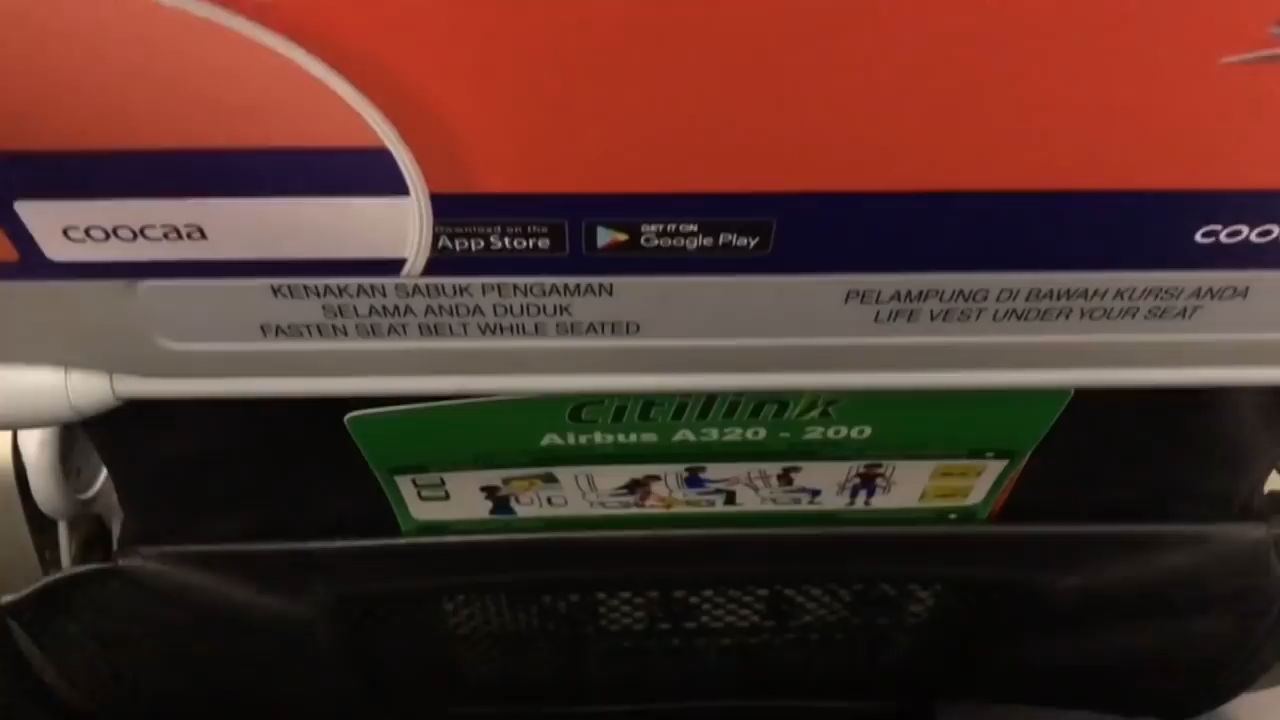 coocaa
Download on the
App Store
GET IT ON
Google Play
coo
KENAKAN SABUK PENGAMAN
SELAMA ANDA DUDUK
FASTEN SEAT BELT WHILE SEATED
PELAMPUNG DI BAWAH KURSI ANDA
LIFE VEST UNDER YOUR SEAT
Citilink
Airbus A320 - 200